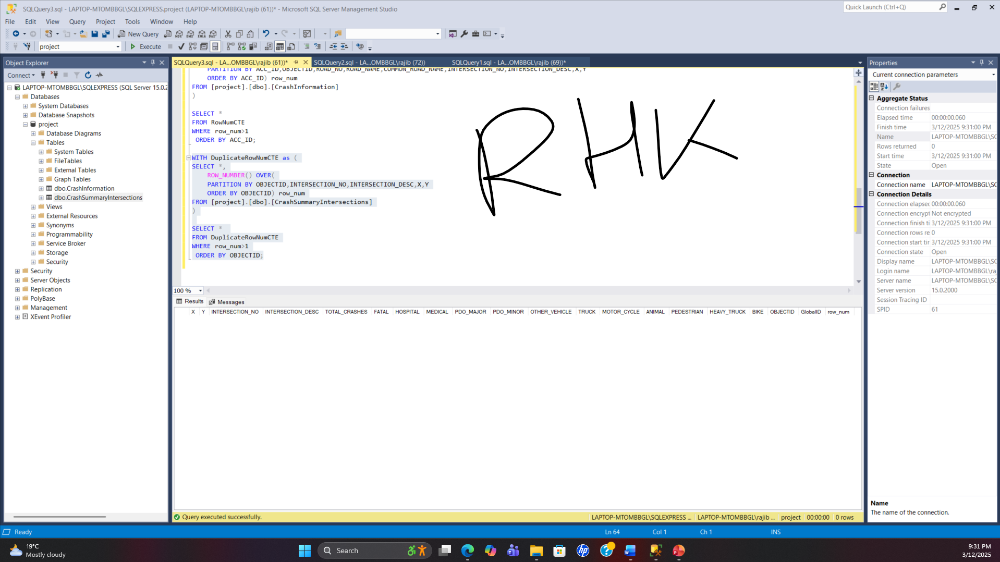 SQLQuery3.sql - LAPTOP-MTOMBBGL\SQLEXPRESS.project (LAPTOP-MTOMBBGL\rajib (61))* - Microsoft SQL Server Management Studio
Quick Launch (Ctrl+Q)
File Edit View Query Project Tools Window Help
New Query
project
Execute
Object Explorer
Connect
LAPTOP-MTOMBBGL\SQLEXPRESS (SQL Server 15.0.2
Databases
System Databases
Database Snapshots
project
Database Diagrams
Tables
System Tables
FileTables
External Tables
Graph Tables
dbo.CrashInformation
dbo.CrashSummaryIntersections
Views
External Resources
Synonyms
Programmability
Service Broker
Storage
Security
Security
Server Objects
Replication
PolyBase
Management
XEvent Profiler
SQLQuery3.sql - LA...OMBBGL\rajib (61))* SQLQuery2.sql - LA...OMBBGL\rajib (72)) SQLQuery1.sql - LA...OMBBGL\rajib (69))*
PARTITION BY ACC_ID,OBJECTID,ROAD_NO,ROAD_NAME,COMMON_ROAD_NAME,INTERSECTION_NO,INTERSECTION_DESC,X,Y
ORDER BY ACC_ID) row_num
FROM [project].[dbo].[CrashInformation]
)
SELECT *
FROM RowNumCTE
WHERE row_num>1
ORDER BY ACC_ID;
WITH DuplicateRowNumCTE as (
SELECT *,
ROW_NUMBER() OVER(
PARTITION BY OBJECTID,INTERSECTION_NO,INTERSECTION_DESC,X,Y
ORDER BY OBJECTID) row_num
FROM [project].[dbo].[CrashSummaryIntersections]
)
SELECT *
FROM DuplicateRowNumCTE
WHERE row_num>1
ORDER BY OBJECTID;
RHK
100 %
Results Messages
X Y INTERSECTION_NO INTERSECTION_DESC TOTAL_CRASHES FATAL HOSPITAL MEDICAL PDO_MAJOR PDO_MINOR OTHER_VEHICLE TRUCK MOTOR_CYCLE ANIMAL PEDESTRIAN HEAVY_TRUCK BIKE OBJECTID GlobalID row_num
Query executed successfully.
LAPTOP-MTOMBBGL\SQLEXPRESS ... LAPTOP-MTOMBBGL\rajib ... project 00:00:00 0 rows
Properties
Current connection parameters
Aggregate Status
Connection failures
Elapsed time 00:00:00.060
Finish time 3/12/2025 9:31:00 PM
Name LAPTOP-MTOMBBGL\SQ
Rows returned 0
Start time 3/12/2025 9:31:00 PM
State Open
Connection
Connection name LAPTOP-MTOMBBGL\SQ
Connection Details
Connection elapsec 00:00:00.060
Connection encrypt Not encrypted
Connection finish ti 3/12/2025 9:31:00 PM
Connection rows re 0
Connection start tir 3/12/2025 9:31:00 PM
Connection state Open
Display name LAPTOP-MTOMBBGL\SQ
Login name LAPTOP-MTOMBBGL\ra
Server name LAPTOP-MTOMBBGL\SQ
Server version 15.0.2000
Session Tracing ID
SPID 61
Name
The name of the connection.
Ready
Ln 64 Col 1 Ch 1 INS
19°C
Mostly cloudy
Search
9:31 PM
3/12/2025